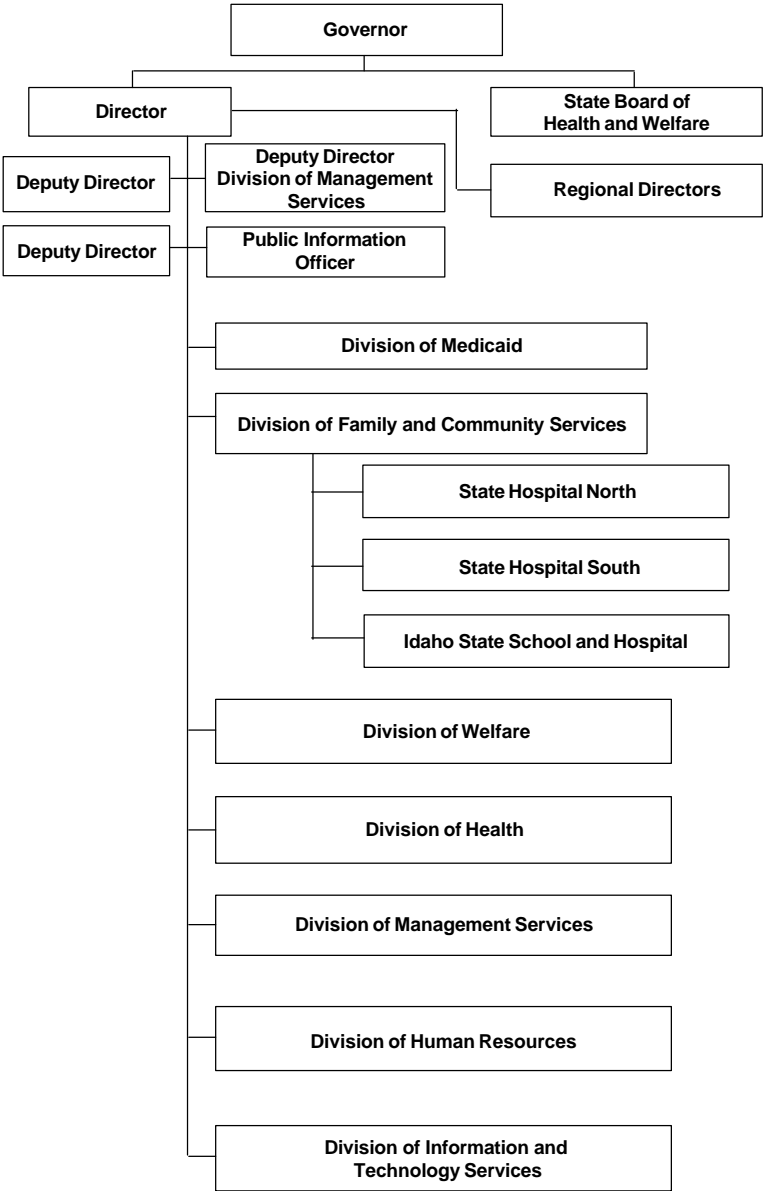 Governor
Director
State Board of
Health and Welfare
Deputy Director
Deputy Director
Division of Management
Services
Regional Directors
Deputy Director
Public Information
Officer
Division of Medicaid
Division of Family and Community Services
State Hospital North
State Hospital South
Idaho State School and Hospital
Division of Welfare
Division of Health
Division of Management Services
Division of Human Resources
Division of Information and
Technology Services